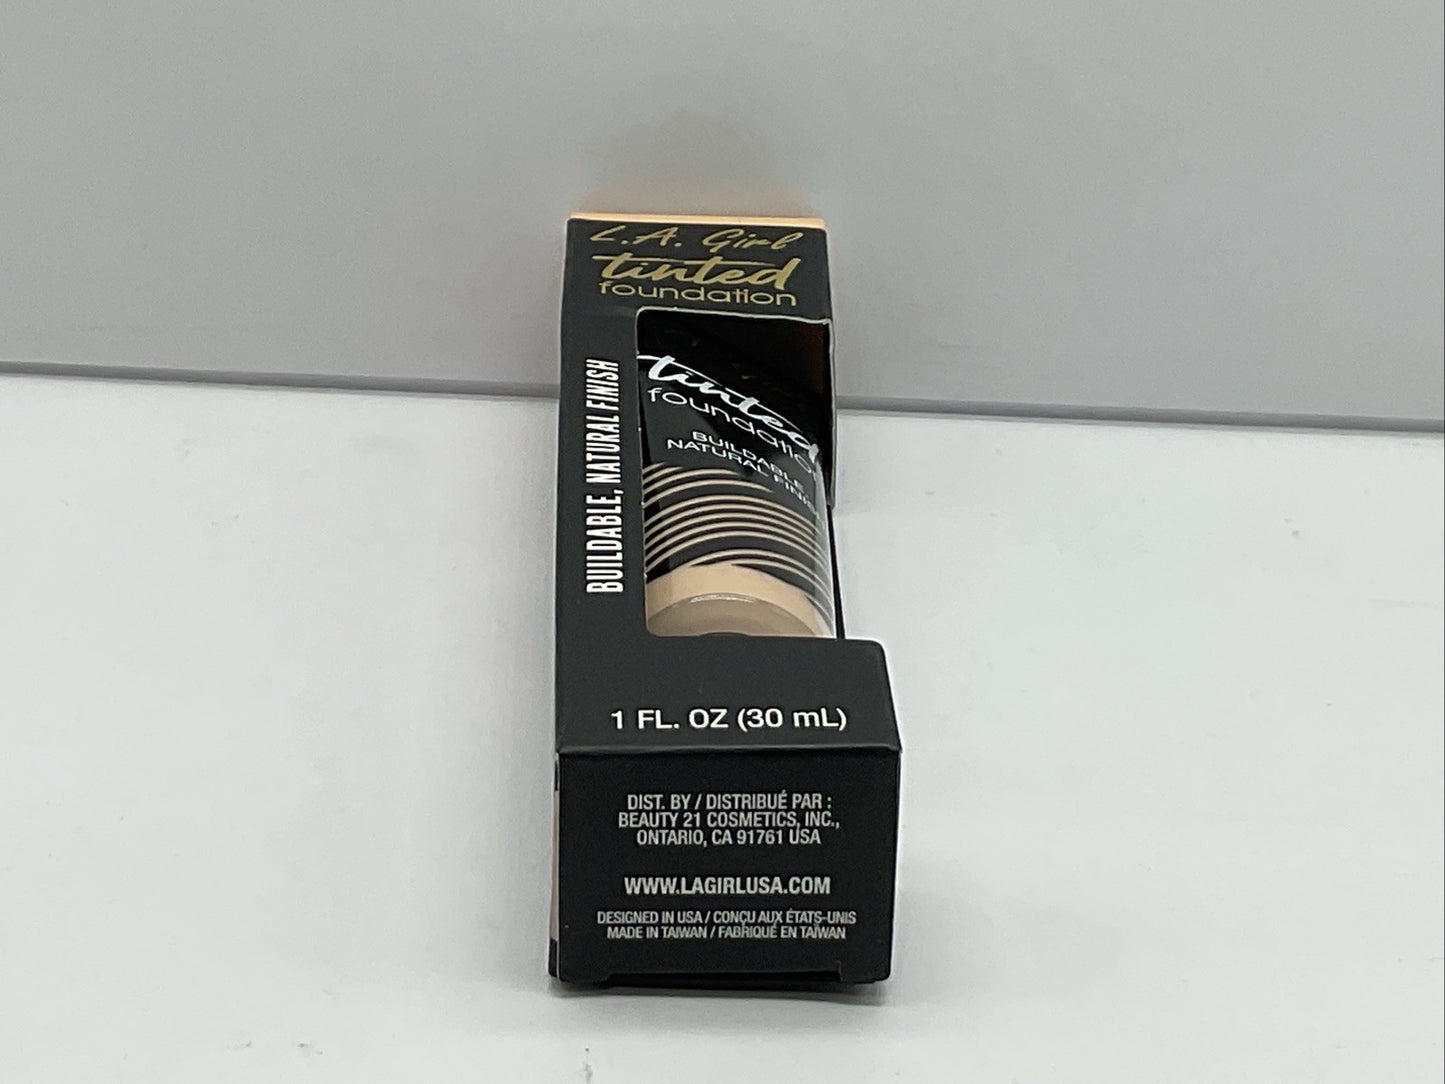 L.A. Girl
tinted
foundation
BUILDABLE, NATURAL FINISH
tinted
foundation
BUILDABLE,
NATURAL FINISH
1 FL. OZ (30 mL)
DIST. BY / DISTRIBUÉ PAR :
BEAUTY 21 COSMETICS, INC.,
ONTARIO, CA 91761 USA
WWW.LAGIRLUSA.COM
DESIGNED IN USA / CONÇU AUX ÉTATS-UNIS
MADE IN TAIWAN / FABRIQUÉ EN TAÏWAN